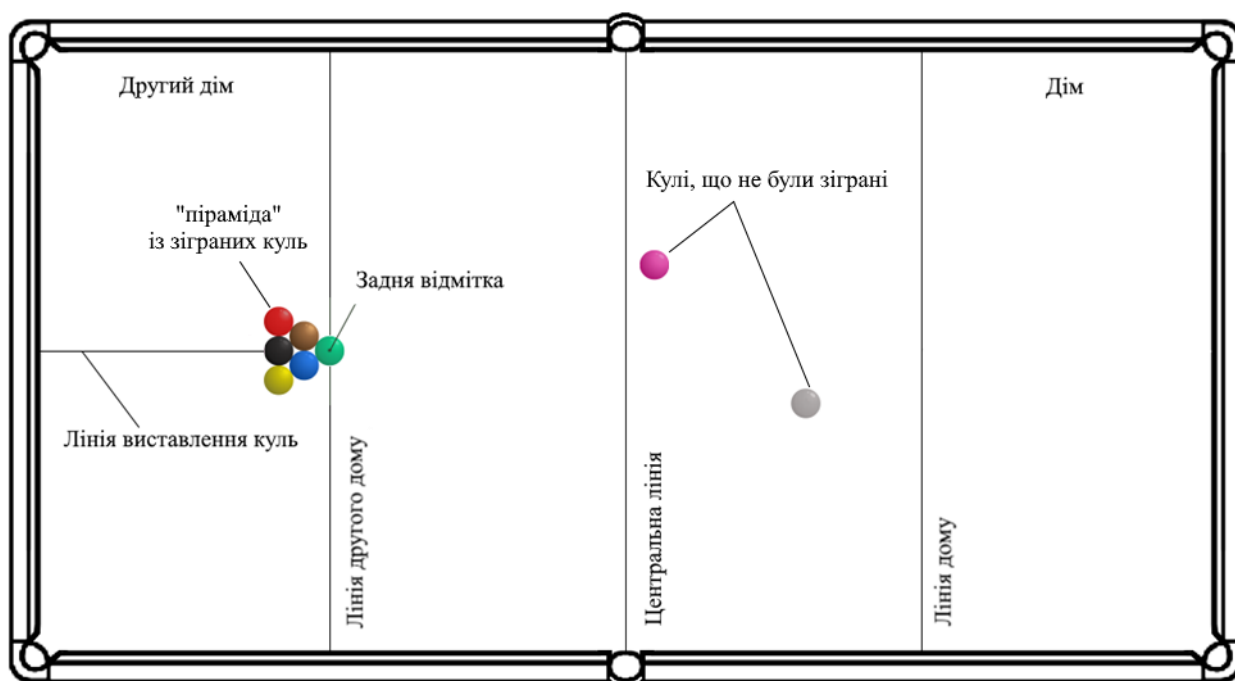 Другий дім
Дім
Кулі, що не були зіграні
"піраміда"
із зіграних куль
Задня відмітка
Лінія виставлення куль
Лінія другого дому
Центральна лінія
Лінія дому